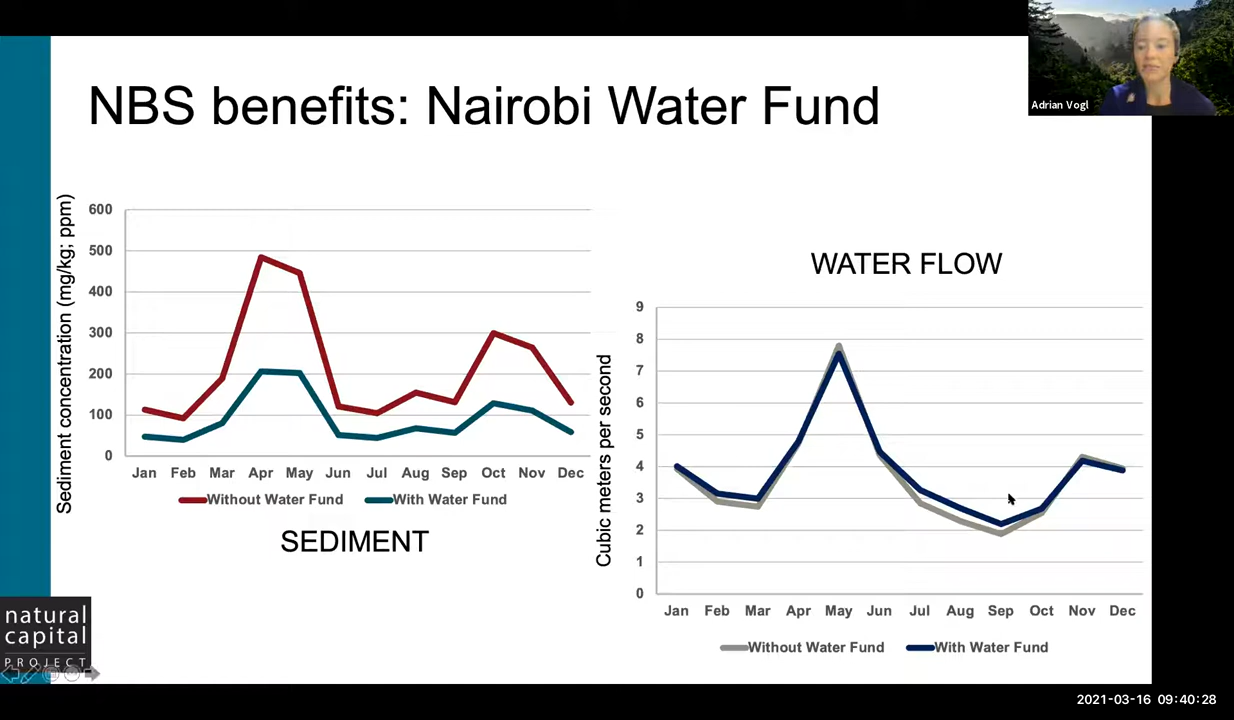 Adrian Vogl
NBS benefits: Nairobi Water Fund
Sediment concentration (mg/kg; ppm)
600
500
400
300
200
100
0
Jan Feb Mar Apr May Jun Jul Aug Sep Oct Nov Dec
Without Water Fund With Water Fund
SEDIMENT
WATER FLOW
Cubic meters per second
9
8
7
6
5
4
3
2
1
0
Jan Feb Mar Apr May Jun Jul Aug Sep Oct Nov Dec
Without Water Fund With Water Fund
natural
capital
PROJECT
2021-03-16 09:40:28